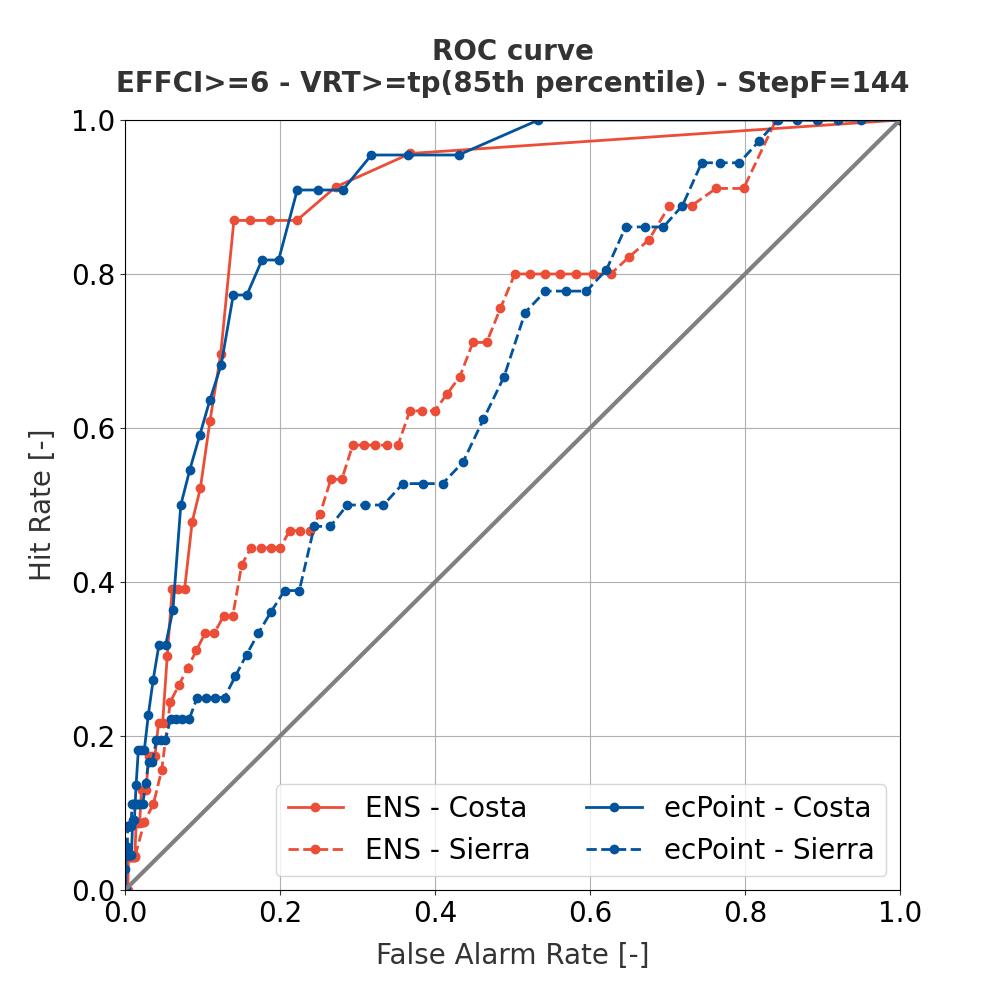 ROC curve
EFFCI>=6 - VRT>=tp(85th percentile) - StepF=144
1.0
0.8
0.6
0.4
0.2
0.0
Hit Rate [-]
ENS - Costa
ecPoint - Costa
ENS - Sierra
ecPoint - Sierra
0.0 0.2 0.4 0.6 0.8 1.0
False Alarm Rate [-]